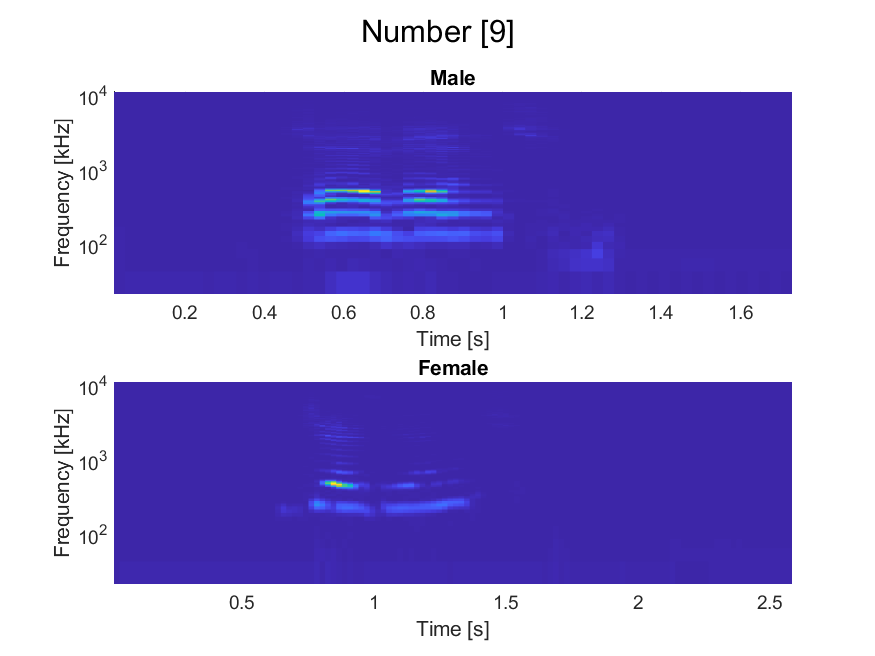 Number [9]
Male
10^4
10^3
10^2
Frequency [kHz]
0.2 0.4 0.6 0.8 1 1.2 1.4 1.6
Time [s]
Female
10^4
10^3
10^2
Frequency [kHz]
0.5 1 1.5 2 2.5
Time [s]